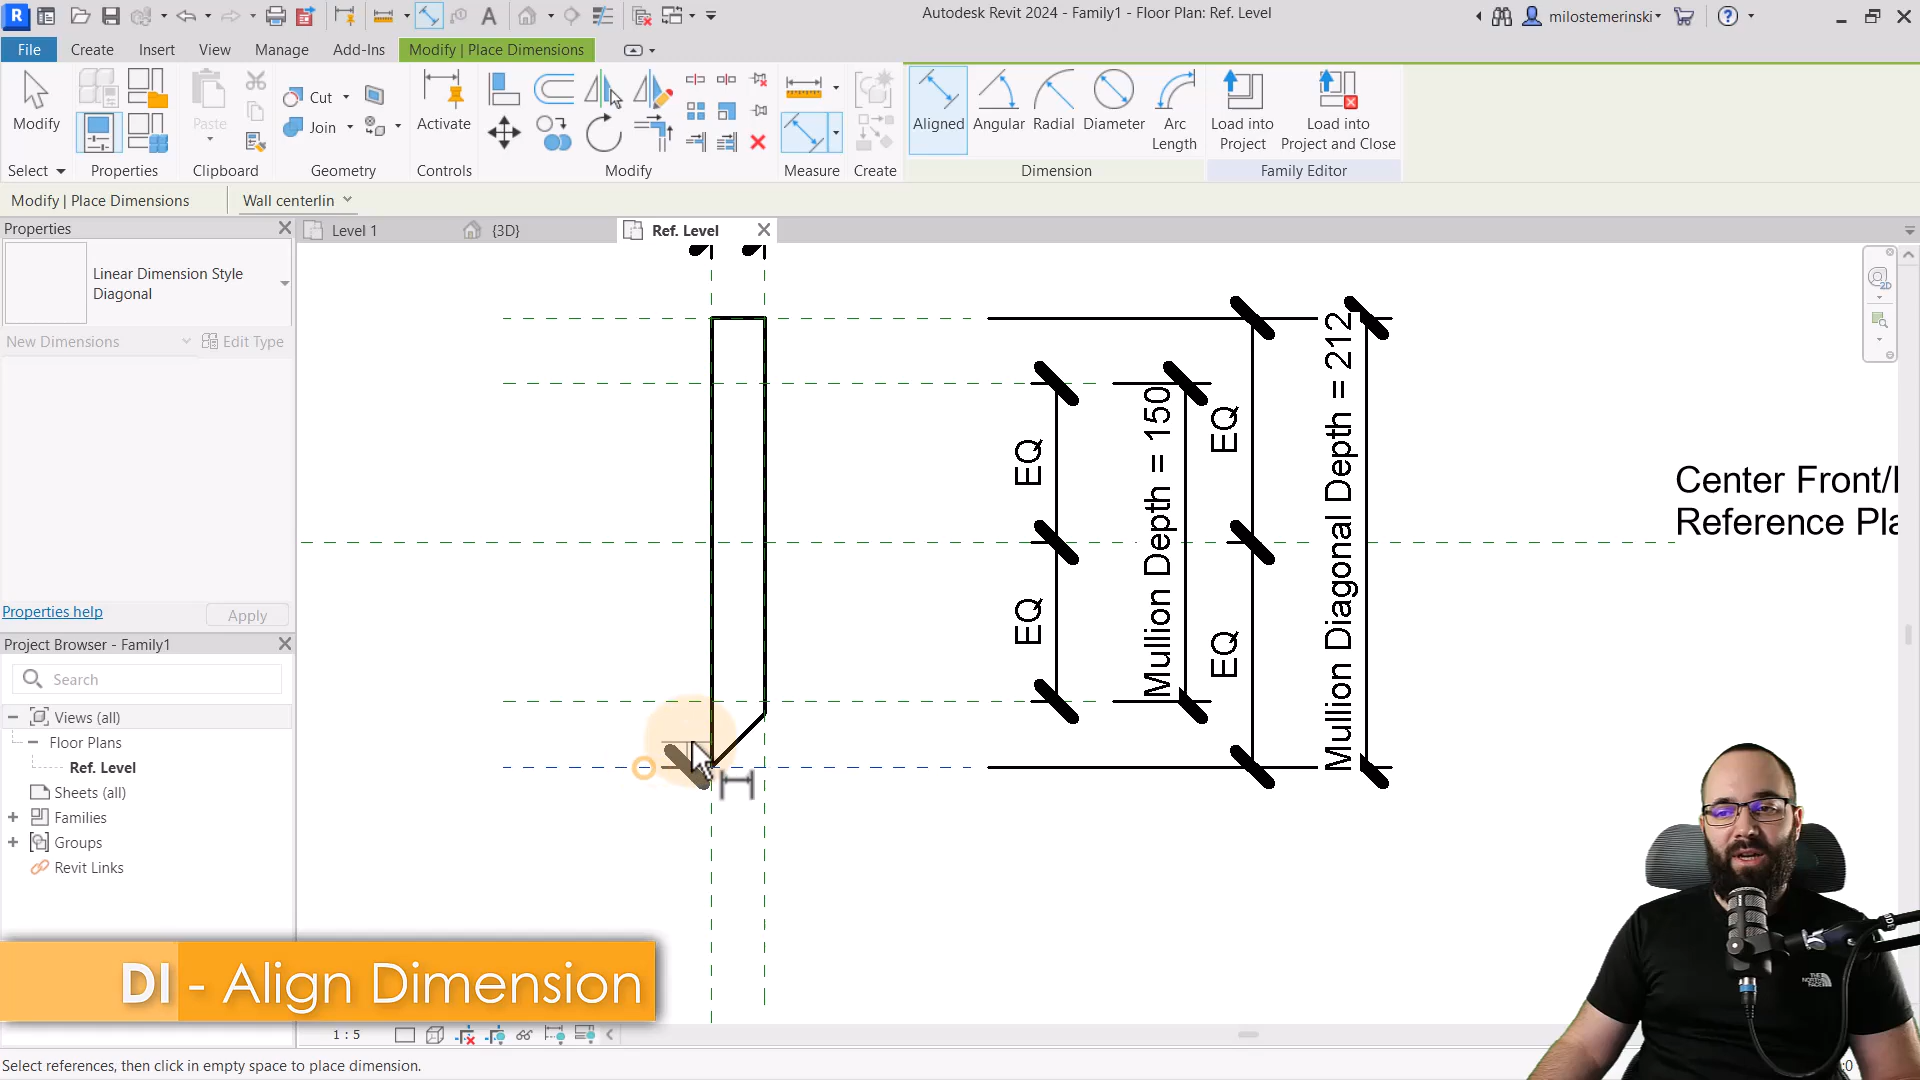 Autodesk Revit 2024 - Family1 - Floor Plan: Ref. Level
milostemerinski
File
Create
Insert
View
Manage
Add-Ins
Modify | Place Dimensions
Modify
Select
Properties
Paste
Clipboard
Cut
Join
Geometry
Activate
Controls
Modify
Measure
Create
Aligned
Angular
Radial
Diameter
Arc
Length
Dimension
Load into
Project
Load into
Project and Close
Family Editor
Modify | Place Dimensions
Wall centerlin
Properties
Linear Dimension Style
Diagonal
New Dimensions
Edit Type
Properties help
Apply
Project Browser - Family1
Search
Views (all)
Floor Plans
Ref. Level
Sheets (all)
Families
Groups
Revit Links
Level 1
{3D}
Ref. Level
EQ
EQ
Mullion Depth = 150
EQ
EQ
Mullion Diagonal Depth = 212
Center Front/
Reference Pla
2D
DI - Align Dimension
1 : 5
Select references, then click in empty space to place dimension.
:0
THE
NORTH
FACE